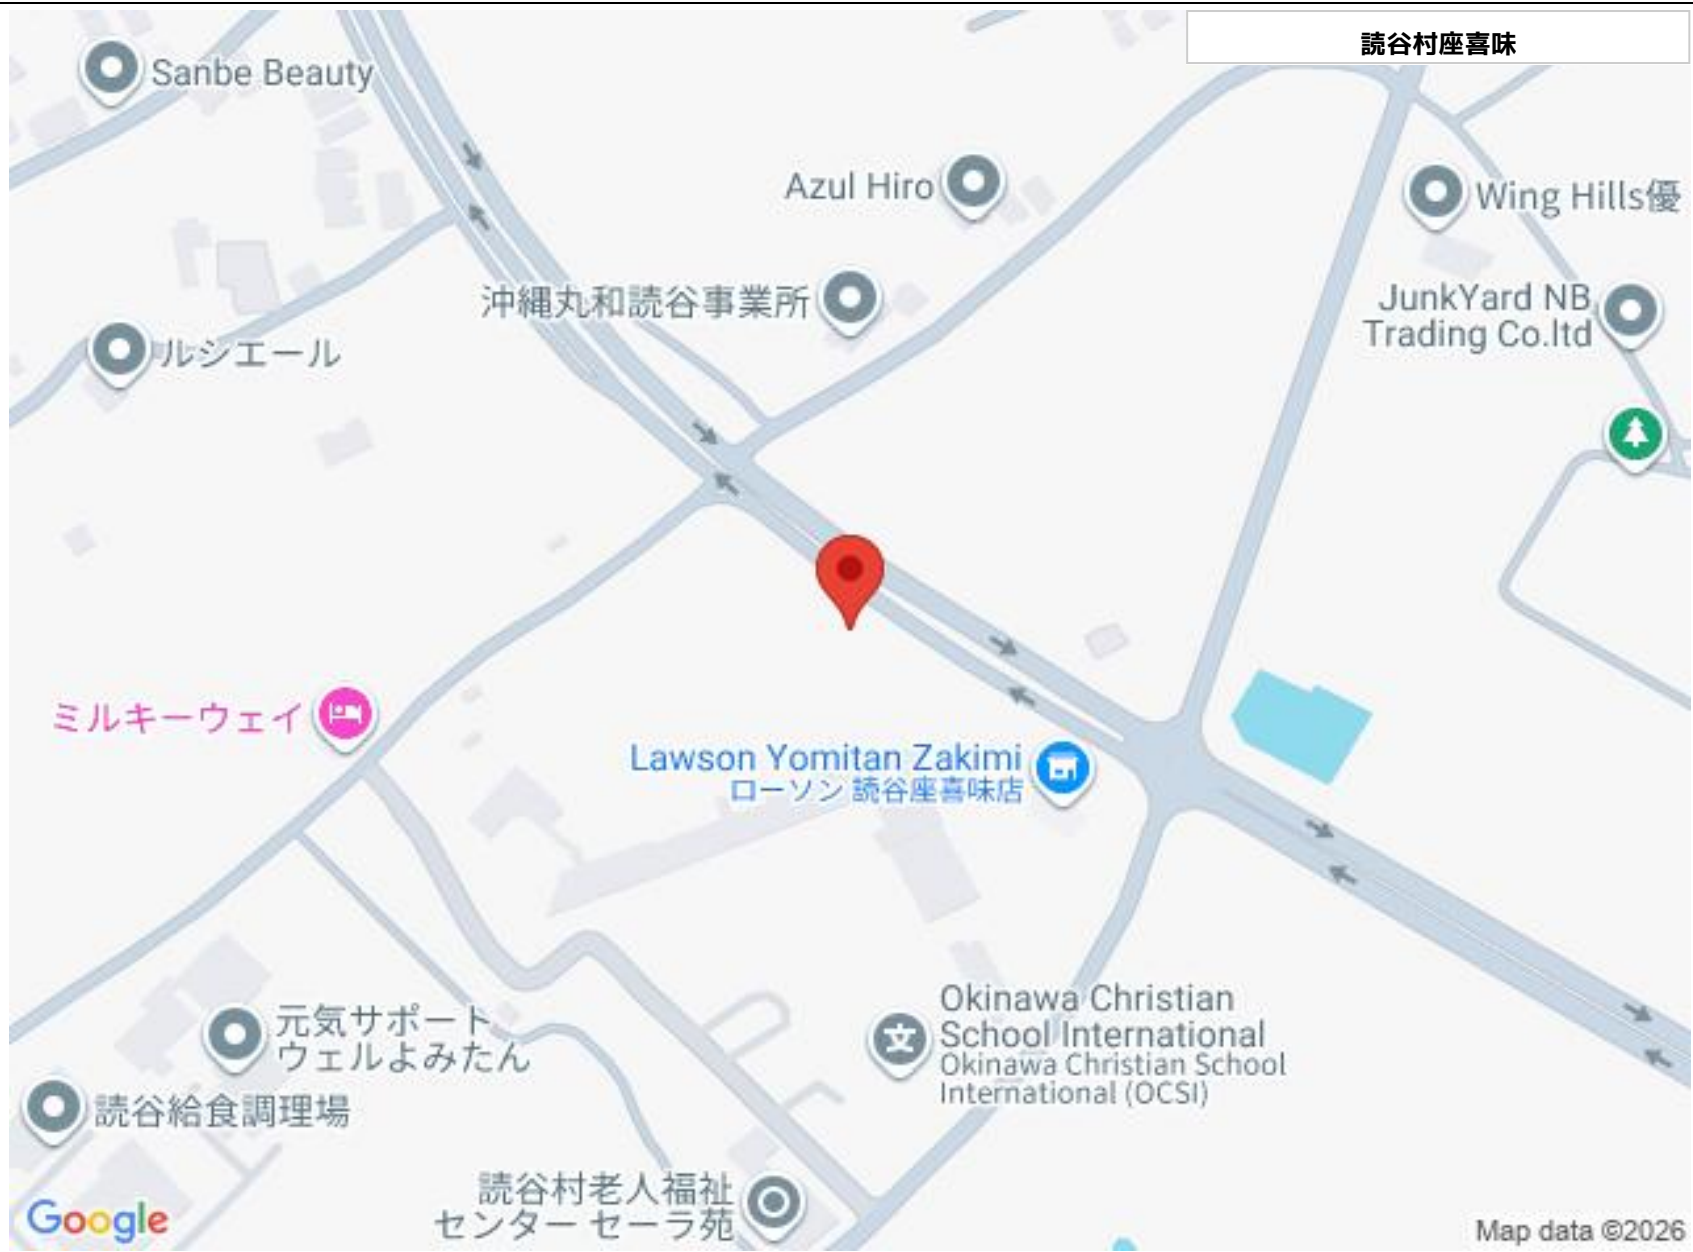 読谷村座喜味
Sanbe Beauty
Azul Hiro
Wing Hills優
沖縄丸和読谷事業所
JunkYard NB
Trading Co.ltd
ルシエール
ミルキーウェイ
Lawson Yomitan Zakimi
ローソン 読谷座喜味店
Okinawa Christian
School International
Okinawa Christian School
International (OCSI)
元気サポート
ウェルよみたん
読谷給食調理場
読谷村老人福祉
センター セーラ苑
Google
Map data ©2026